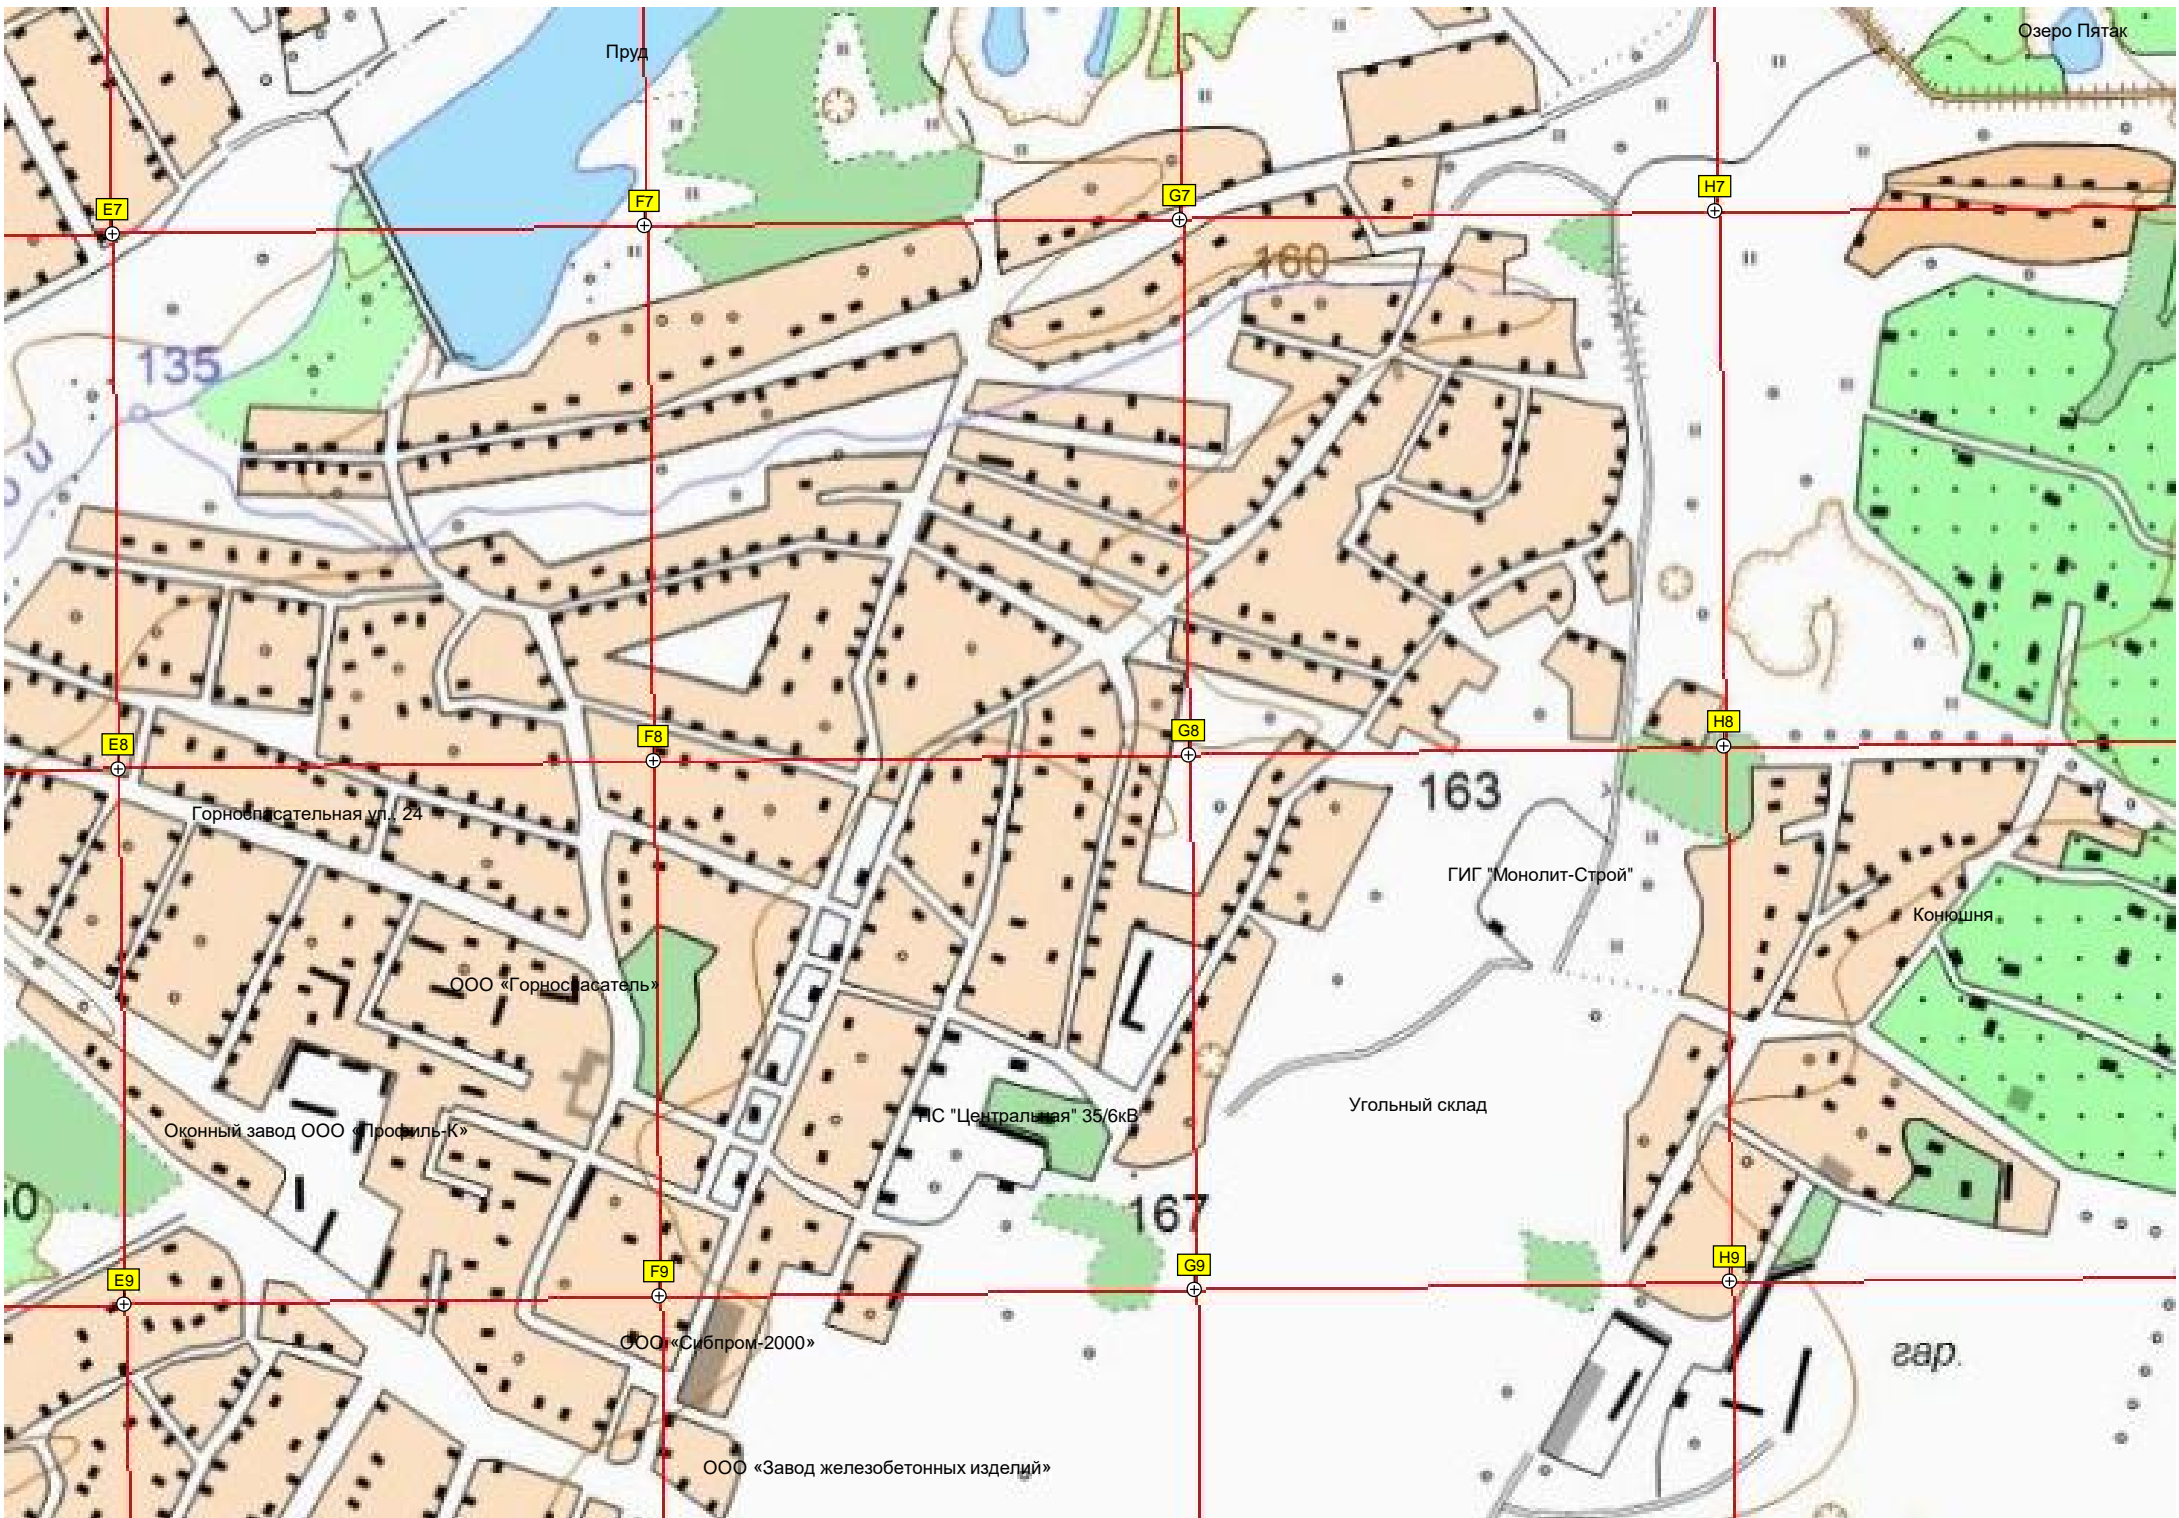 Озеро Пятак
Пруд
E7
F7
G7
H7
160
135
E8
F8
G8
H8
163
Горноспасательная ул., 24
ГИГ "Монолит-Строй"
Конюшня
ООО «Горноспасатель»
Угольный склад
ПС "Центральная" 35/6кВ
Оконный завод ООО «Профиль-К»
167
E9
F9
G9
H9
ООО «Сибпром-2000»
гар.
ООО «Завод железобетонных изделий»